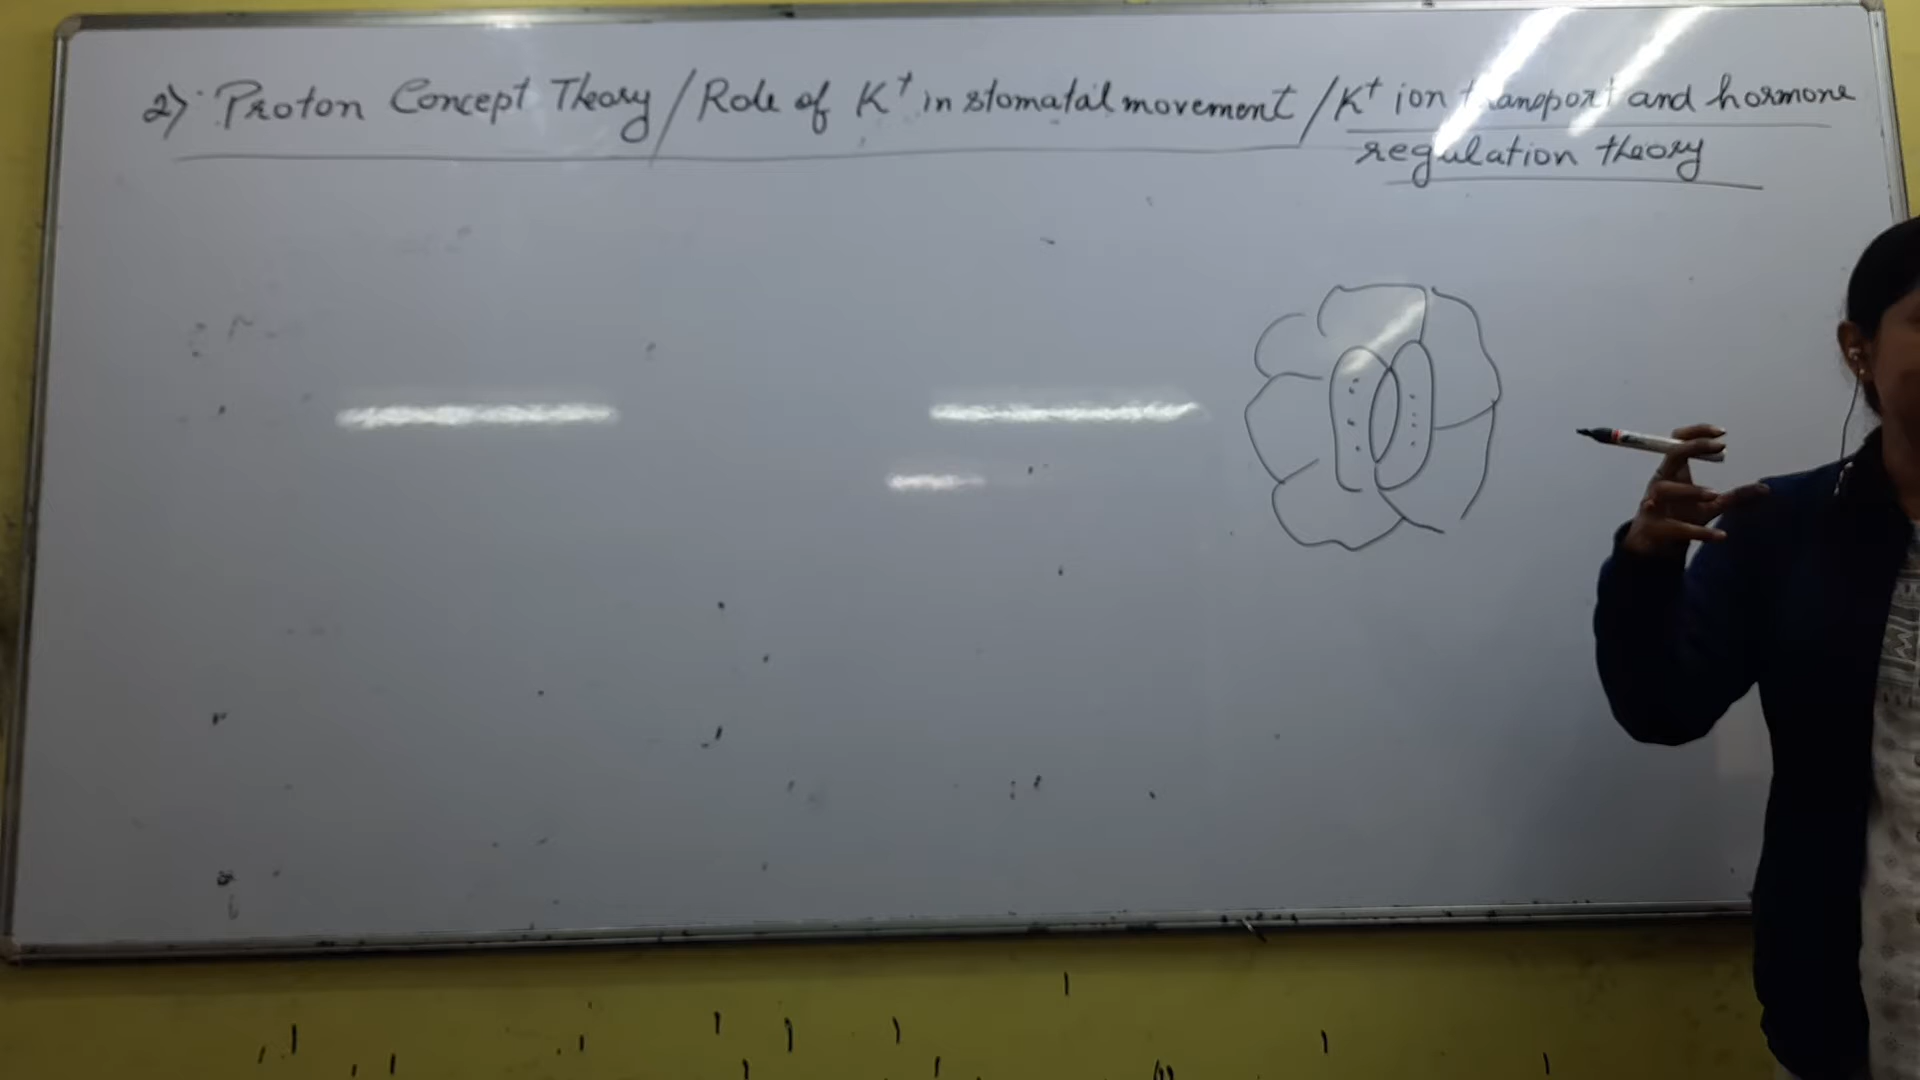 2) Proton Concept Theory / Role of K⁺ in stomatal movement / K⁺ ion transport and hormone
regulation theory